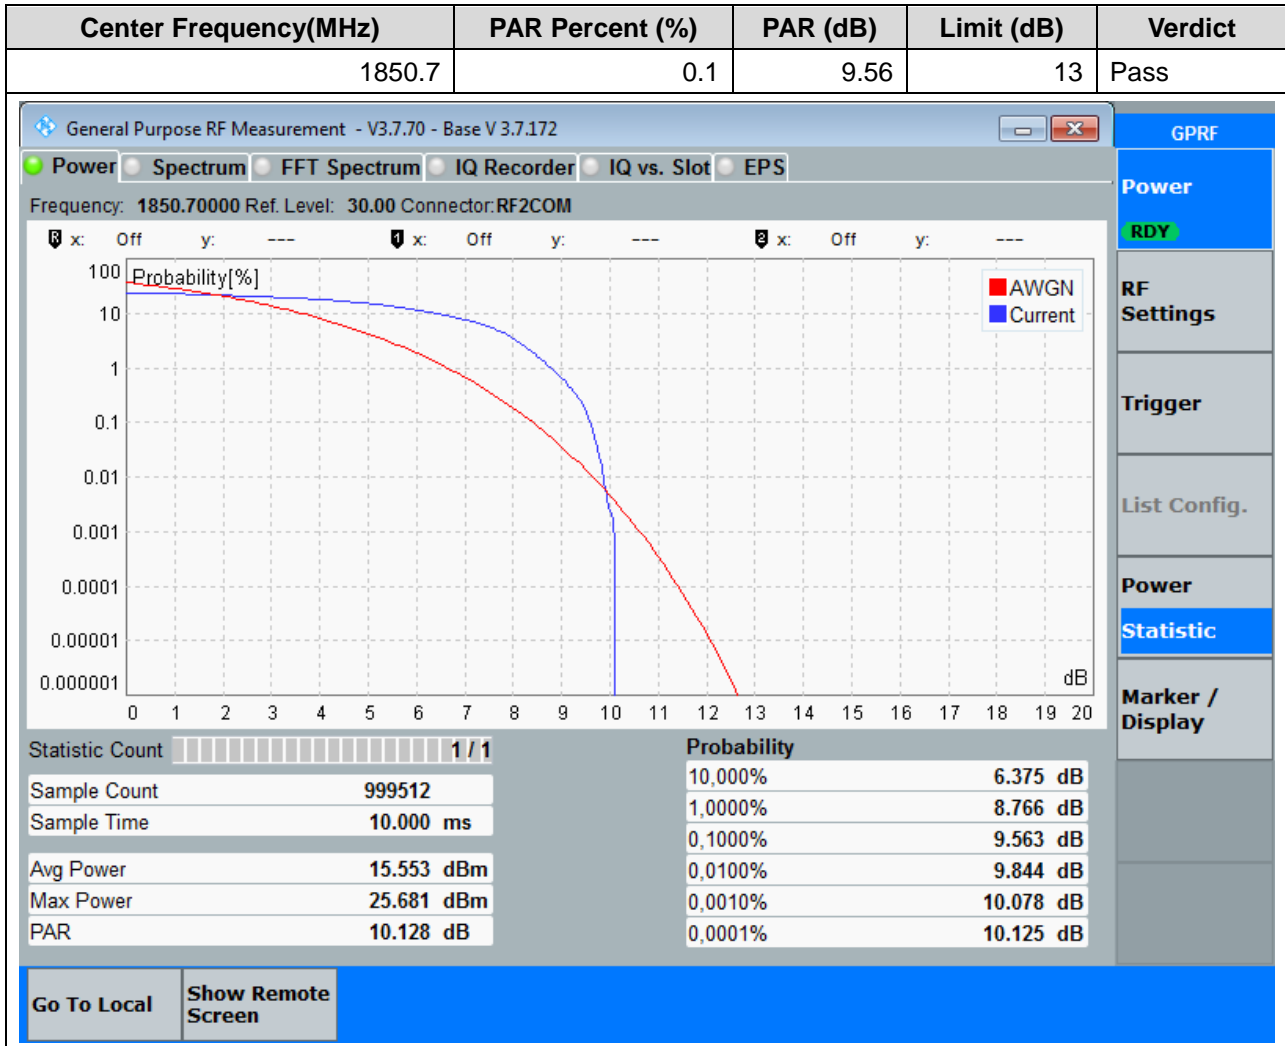 Center Frequency(MHz) PAR Percent (%) PAR (dB) Limit (dB) Verdict
1850.7 0.1 9.56 13 Pass
General Purpose RF Measurement - V3.7.70 - Base V 3.7.172
GPRF
Power Spectrum FFT Spectrum IQ Recorder IQ vs. Slot EPS
Frequency: 1850.70000 Ref. Level: 30.00 Connector:RF2COM
R x: Off y: --- 1 x: Off y: --- 2 x: Off y: ---
Probability[%]
AWGN
Current
100
10
1
0.1
0.01
0.001
0.0001
0.00001
0.000001
dB
0 1 2 3 4 5 6 7 8 9 10 11 12 13 14 15 16 17 18 19 20
Statistic Count 1 / 1
Sample Count 999512
Sample Time 10.000 ms
Avg Power 15.553 dBm
Max Power 25.681 dBm
PAR 10.128 dB
Probability
10,000% 6.375 dB
1,0000% 8.766 dB
0,1000% 9.563 dB
0,0100% 9.844 dB
0,0010% 10.078 dB
0,0001% 10.125 dB
Power
RDY
RF
Settings
Trigger
List Config.
Power
Statistic
Marker /
Display
Go To Local
Show Remote
Screen